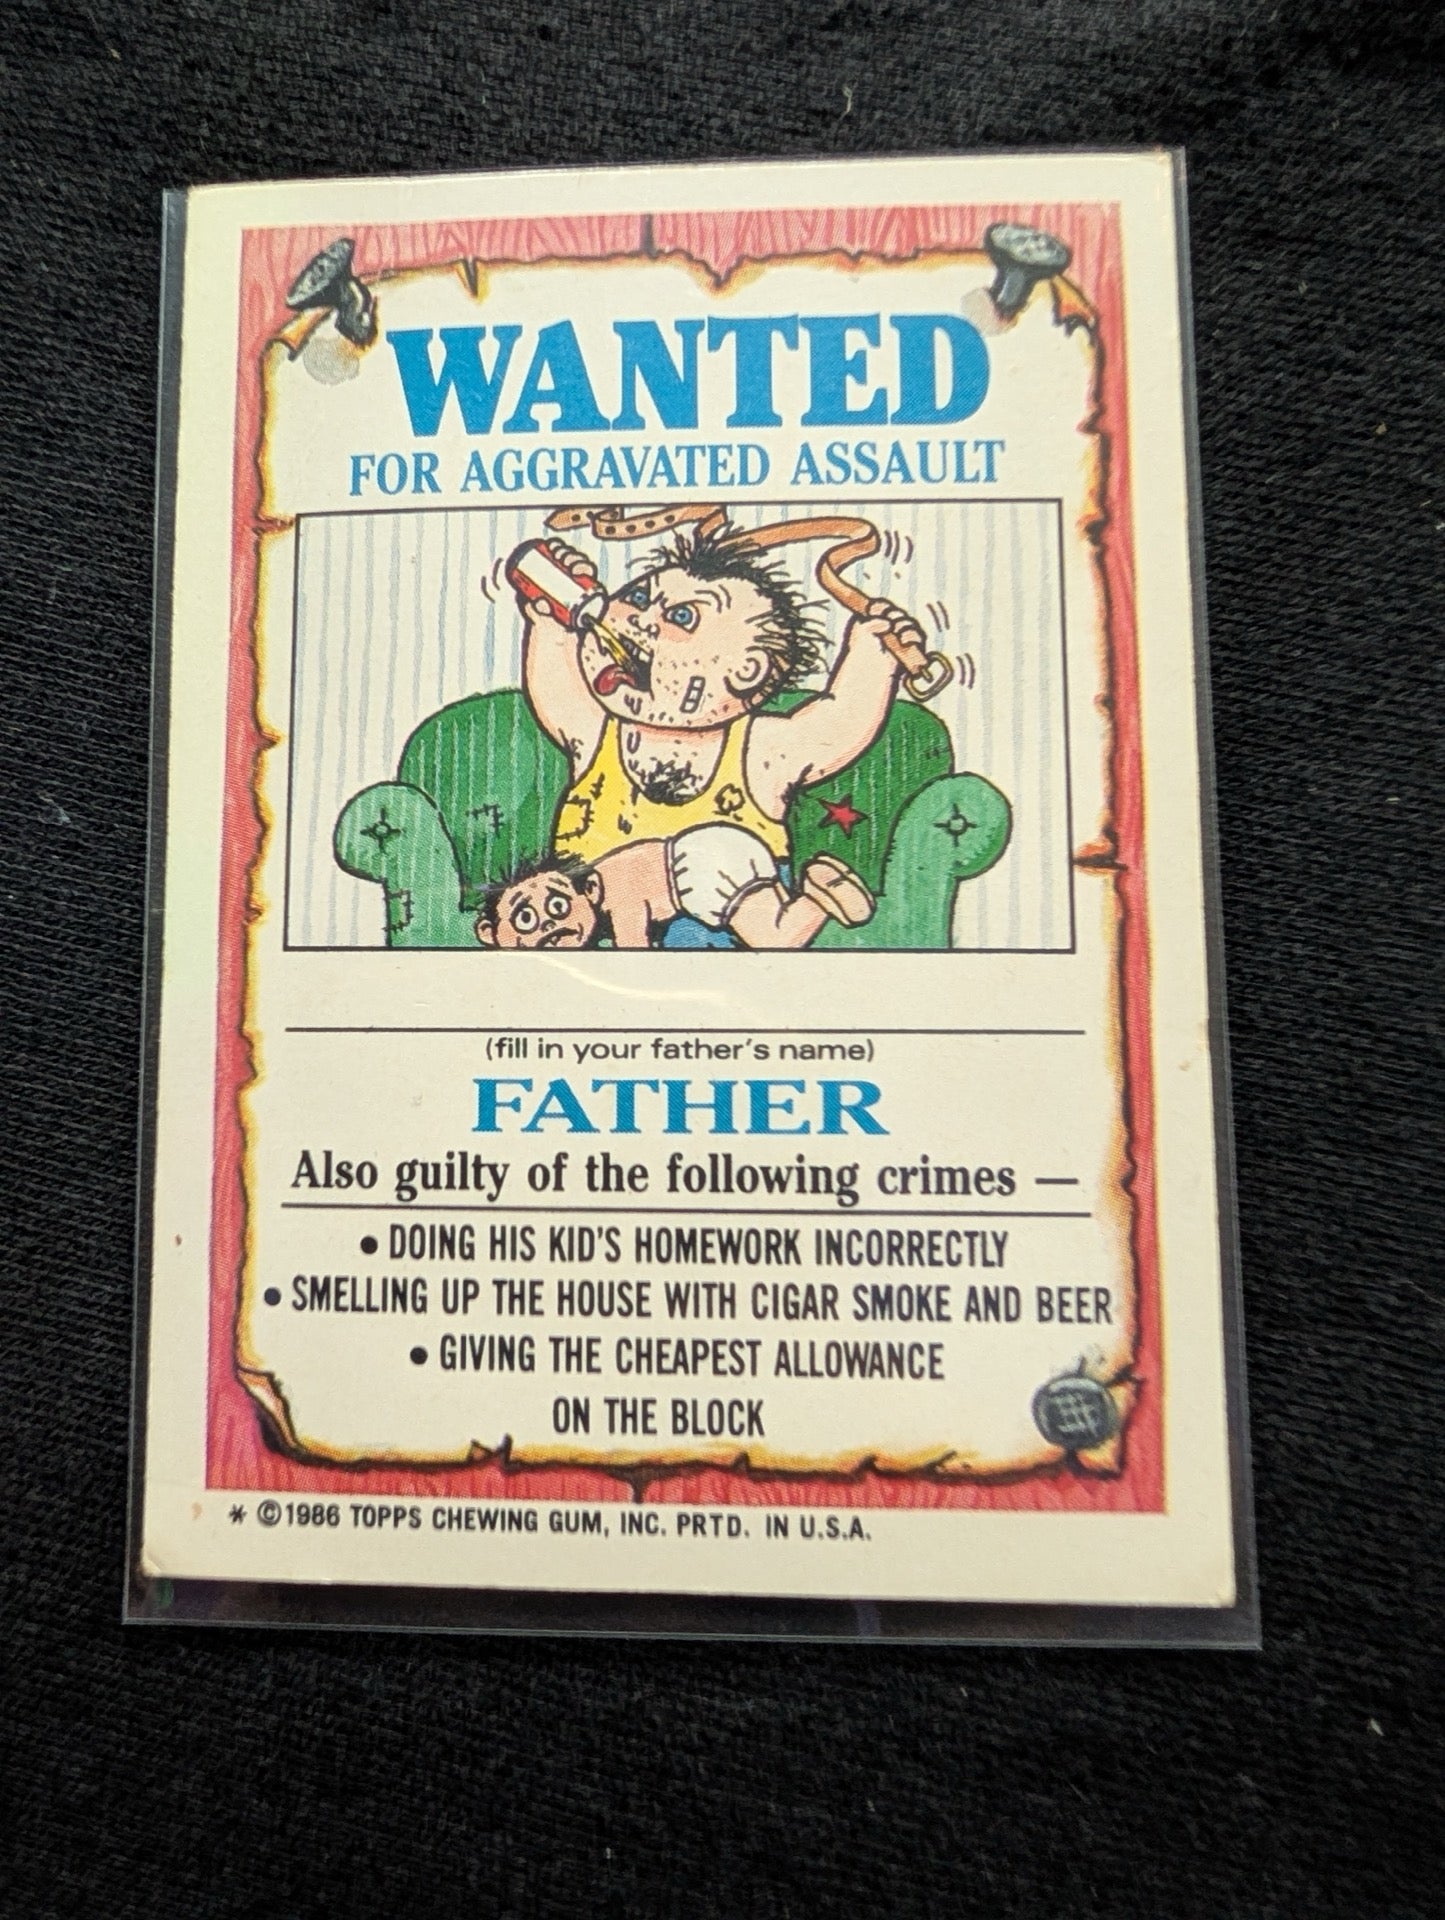 WANTED
FOR AGGRAVATED ASSAULT
(fill in your father's name)
FATHER
Also guilty of the following crimes —
• DOING HIS KID'S HOMEWORK INCORRECTLY
• SMELLING UP THE HOUSE WITH CIGAR SMOKE AND BEER
• GIVING THE CHEAPEST ALLOWANCE
ON THE BLOCK
* ©1986 TOPPS CHEWING GUM, INC. PRTD. IN U.S.A.